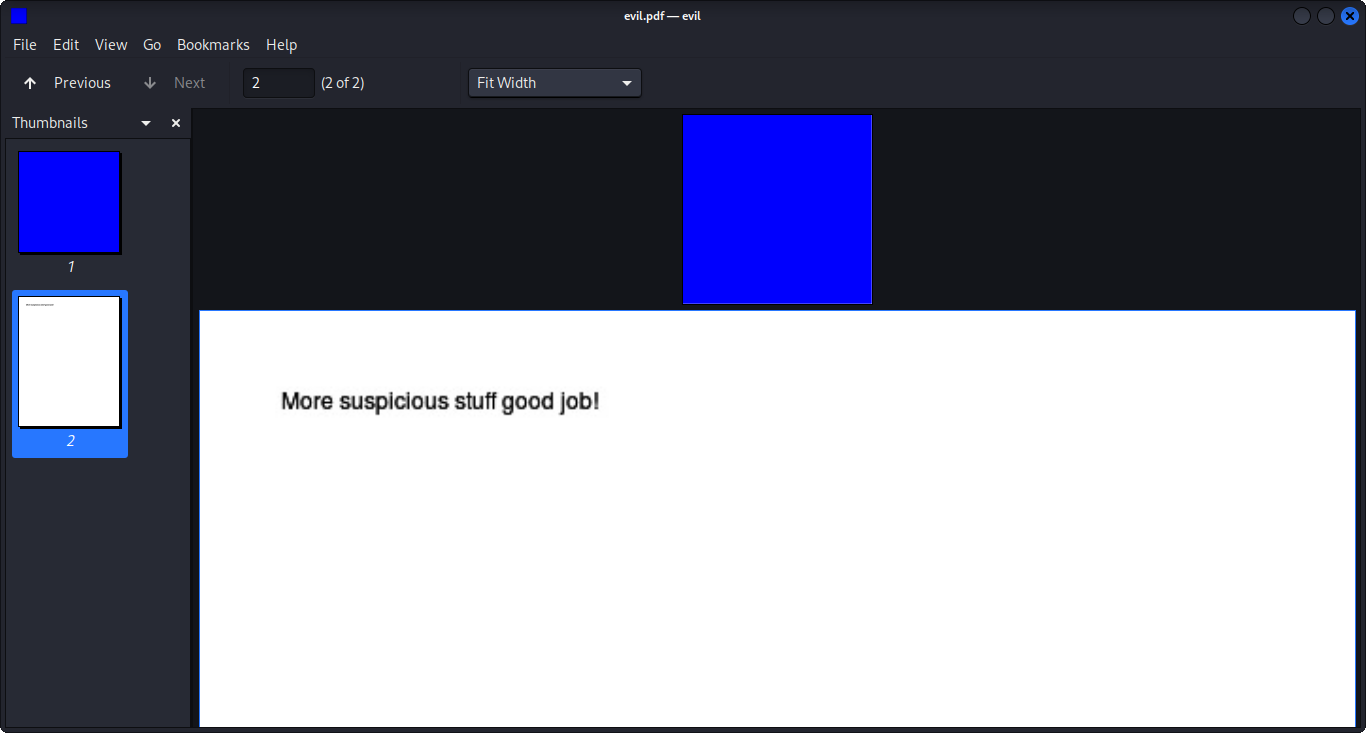 evil.pdf — evil
File Edit View Go Bookmarks Help
Previous Next 2 (2 of 2) Fit Width
Thumbnails
1
2
More suspicious stuff good job!